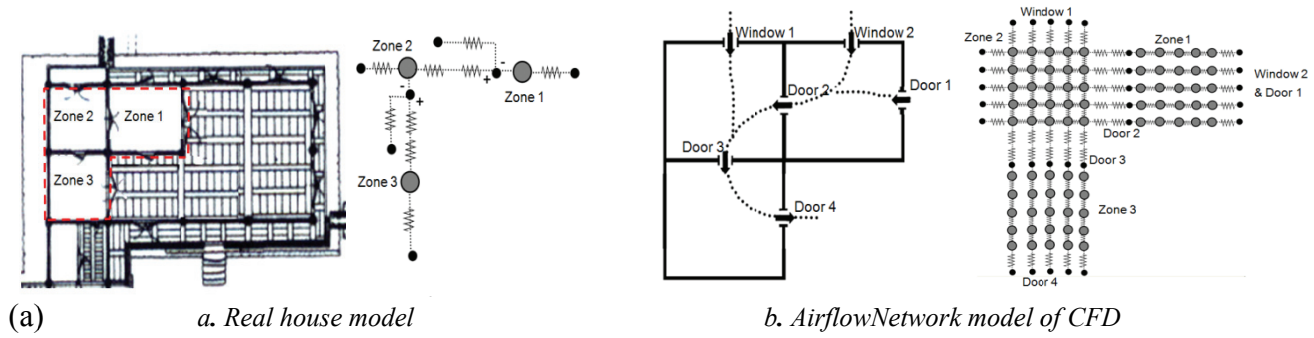 Zone 2
Zone 1
Zone 3
Zone 2
- 
+
Zone 1
-
+
Zone 3
Window 1
Window 2
Door 1
Door 2
Door 3
Door 4
Window 1
Zone 2
Zone 1
Window 2
& Door 1
Door 2
Door 3
Zone 3
Door 4
(a)
a. Real house model
b. AirflowNetwork model of CFD